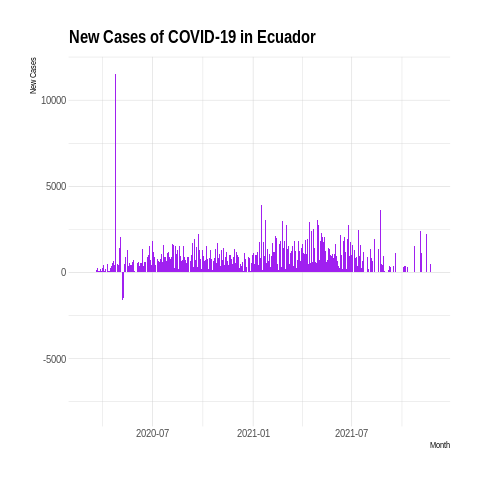 New Cases of COVID-19 in Ecuador
New Cases
10000
5000
0
-5000
2020-07
2021-01
2021-07
Month